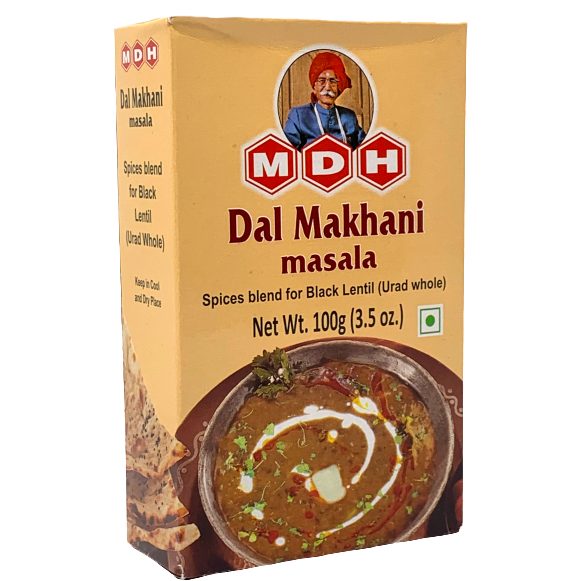 MDH
Dal Makhani
masala
Spices blend
for Black
Lentil
(Urad Whole)
Keep in Cool
and Dry Place
MDH
Dal Makhani
masala
Spices blend for Black Lentil (Urad whole)
Net Wt. 100g (3.5 oz.)